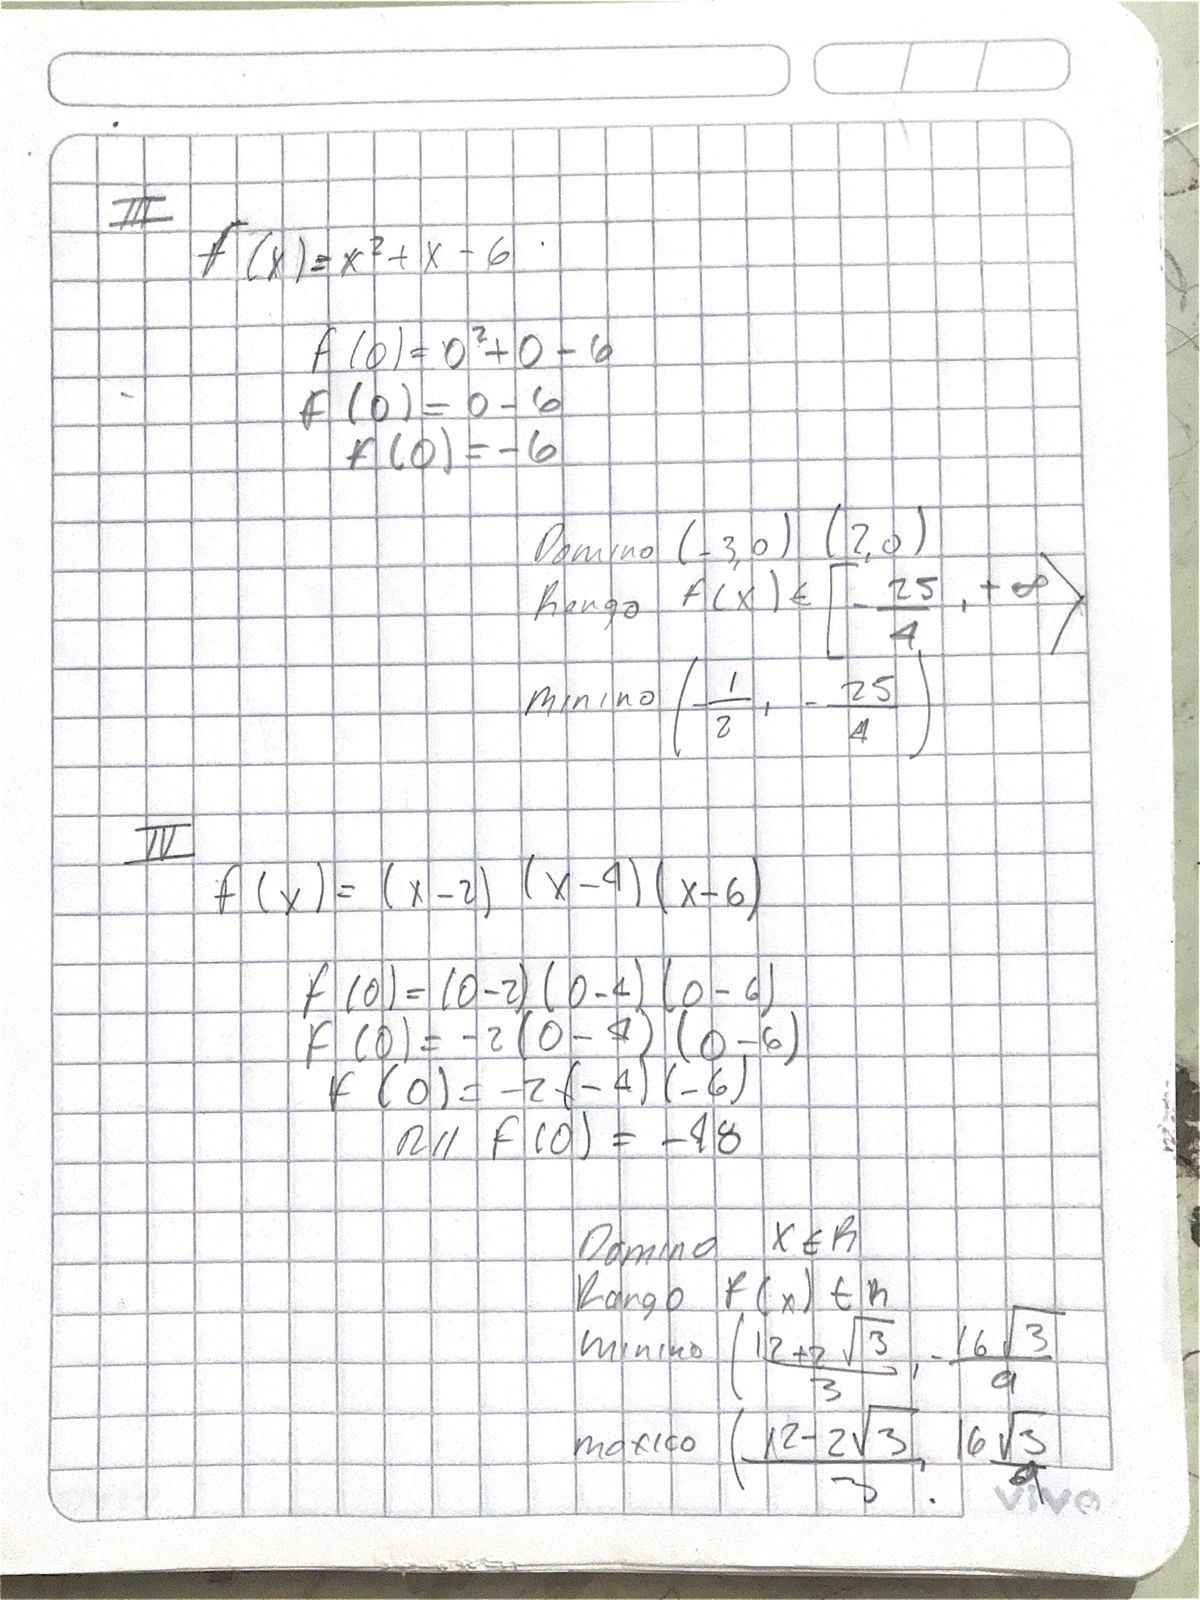 III
f(x)=x²+x-6
f(0)=0²+0-6
f(0)=0-6
f(0)=-6
Domino (-3,0) (2,0)
Rango f(x)∈[-25/4, +∞⟩
Minino (-1/2, -25/4)
IV
f(x)=(x-2)(x-4)(x-6)
f(0)=(0-2)(0-4)(0-6)
f(0)=-2(0-4)(0-6)
f(0)=-2(-4)(-6)
R// f(0)=-48
Domino x∈R
Rango f(x)∈R
Minino (12+2√3/3, -16√3/9
maxico (12-2√3/3, 16√3/9
vivo